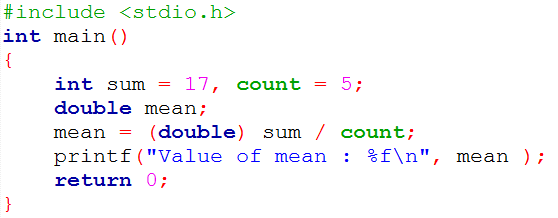 #include <stdio.h>
int main()
{
    int sum = 17, count = 5;
    double mean;
    mean = (double) sum / count;
    printf("Value of mean : %f\n", mean );
    return 0;
}